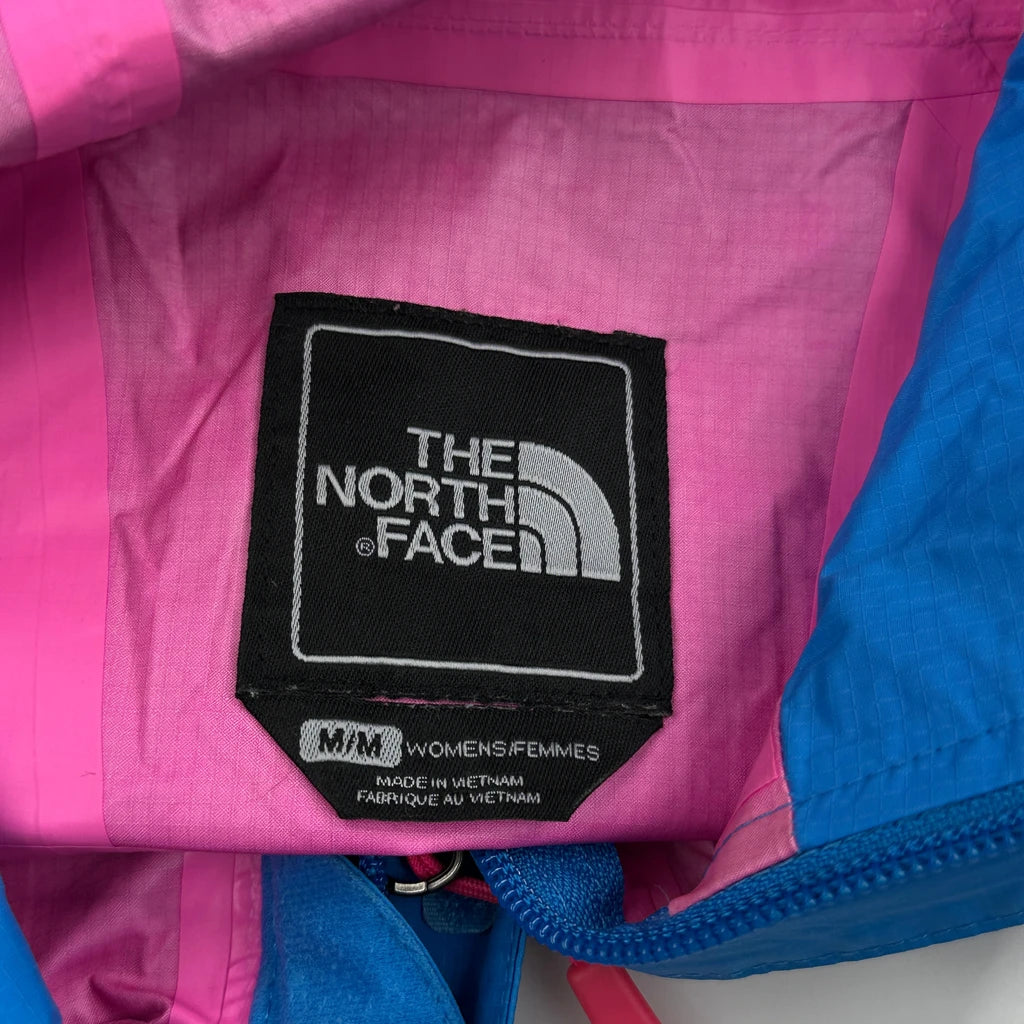 THE
NORTH
®FACE
M/M WOMENS/FEMMES
MADE IN VIETNAM
FABRIQUE AU VIETNAM